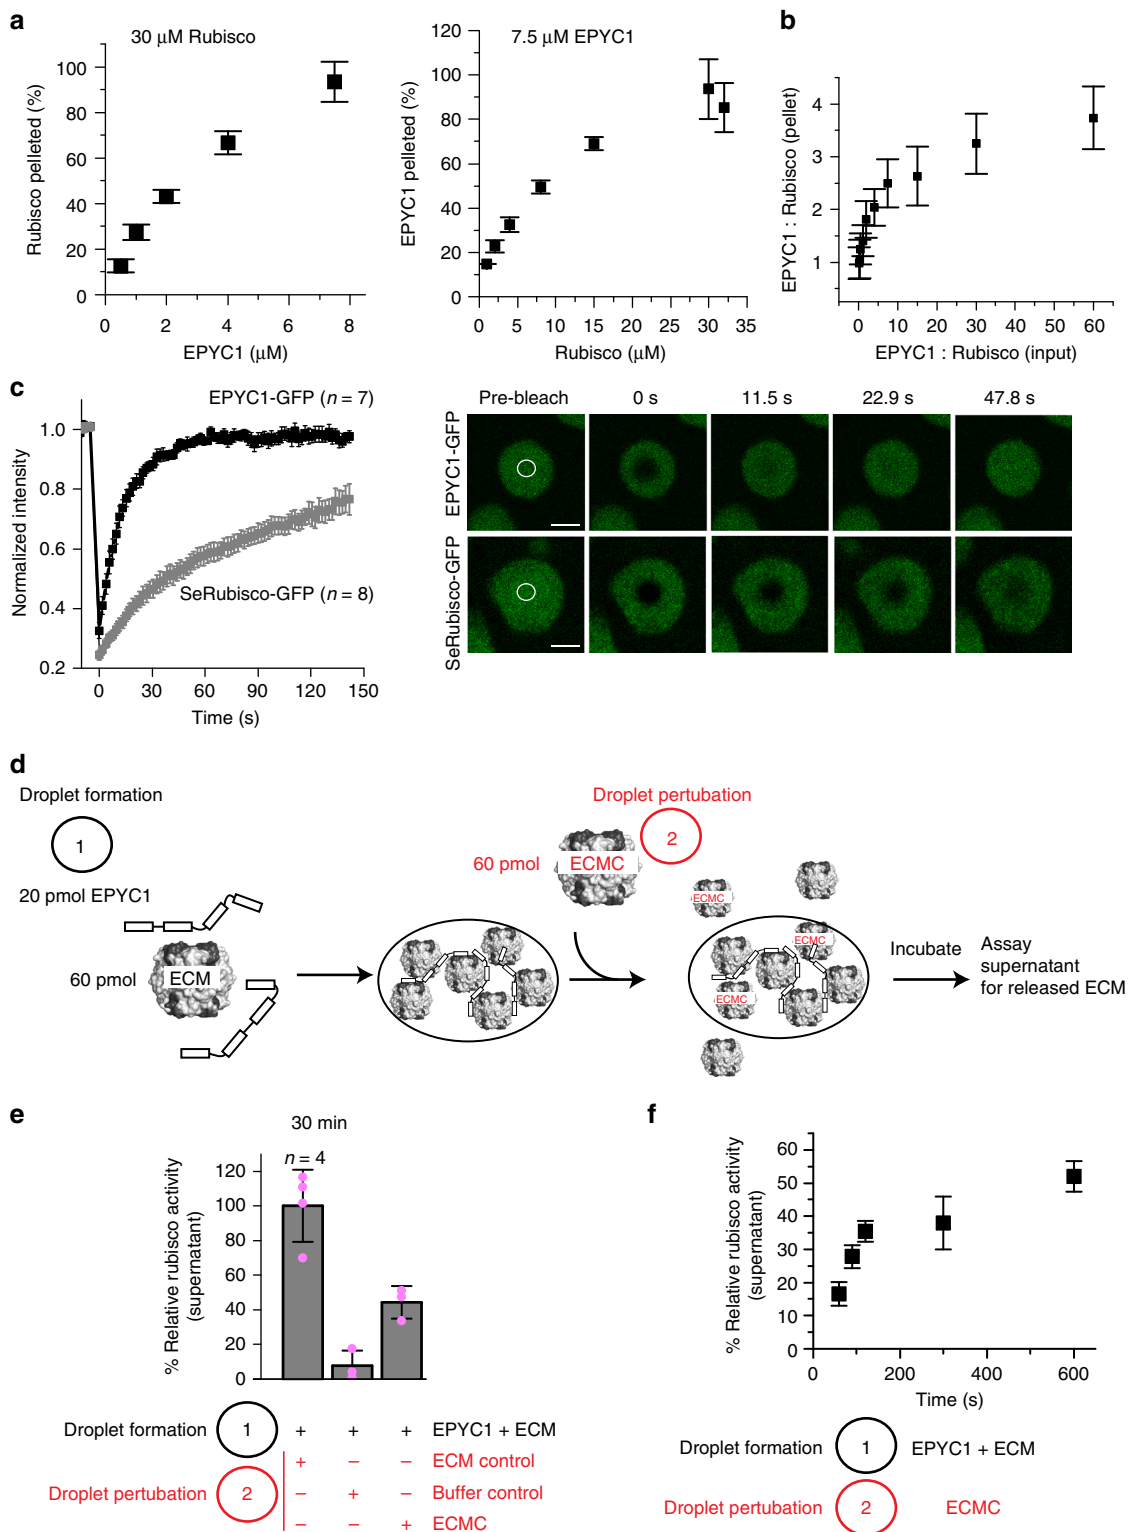 a
30 μM Rubisco
Rubisco pelleted (%)
100
80
60
40
20
0
0 2 4 6 8
EPYC1 (μM)
7.5 μM EPYC1
EPYC1 pelleted (%)
120
100
80
60
40
20
0
0 5 10 15 20 25 30 35
Rubisco (μM)
b
EPYC1 : Rubisco (pellet)
4
3
2
1
0 10 20 30 40 50 60
EPYC1 : Rubisco (input)
c
EPYC1-GFP (n = 7)
SeRubisco-GFP (n = 8)
Normalized intensity
1.0
0.8
0.6
0.4
0.2
0 30 60 90 120 150
Time (s)
Pre-bleach 0 s 11.5 s 22.9 s 47.8 s
EPYC1-GFP
SeRubisco-GFP
d
Droplet formation
1
20 pmol EPYC1
60 pmol
ECM
Droplet pertubation
2
60 pmol
ECMC
ECMC
ECMC
ECMC
Incubate
Assay
supernatant
for released ECM
e
30 min
n = 4
% Relative rubisco activity
(supernatant)
120
100
80
60
40
20
0
Droplet formation 1 + + + EPYC1 + ECM
+ − − ECM control
Droplet pertubation 2 − + − Buffer control
− − + ECMC
f
% Relative rubisco activity
(supernatant)
60
50
40
30
20
10
0
0 200 400 600
Time (s)
Droplet formation 1 EPYC1 + ECM
Droplet pertubation 2 ECMC